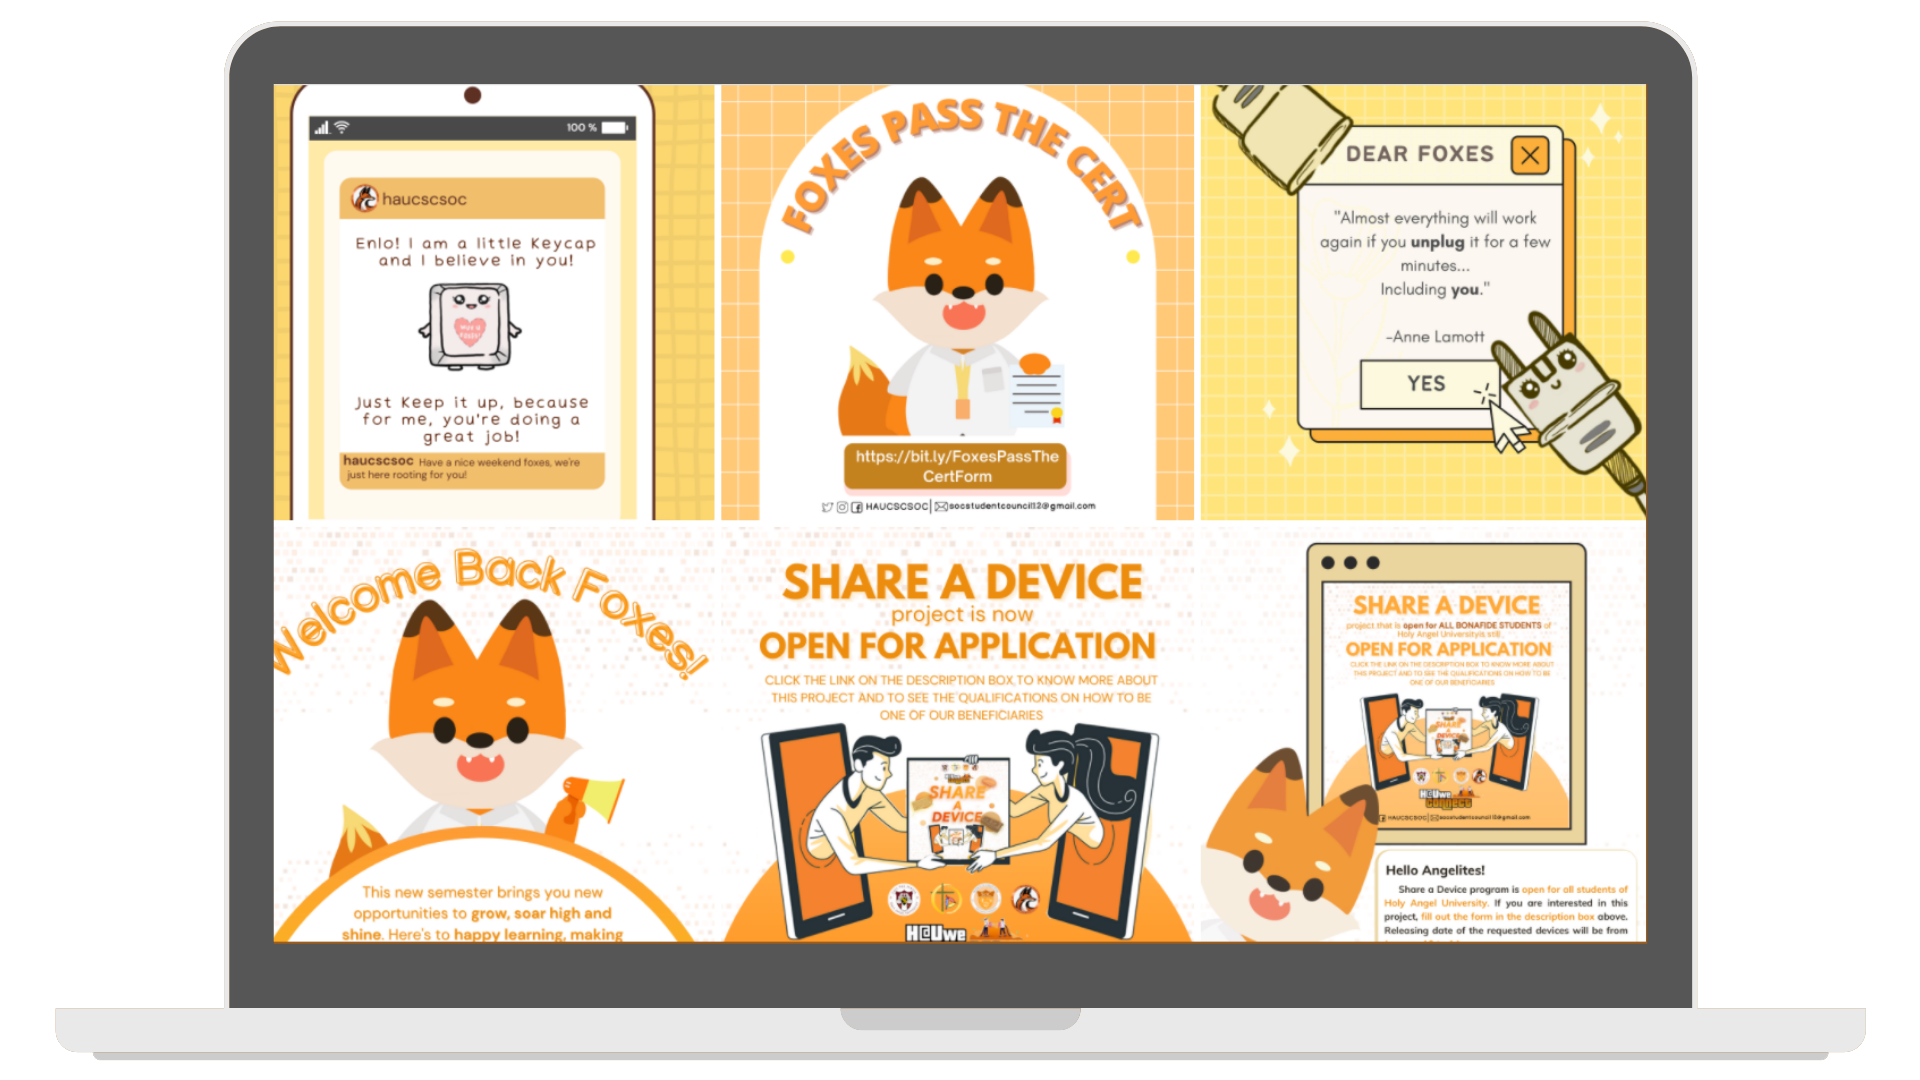 100 %
haucscsoc
Enlo! I am a little Keycap
and I believe in you!
Just Keep it up, because
for me, you're doing a
great job!
haucscsoc Have a nice weekend foxes, we're
just here rooting for you!
FOXES PASS THE CERT
https://bit.ly/FoxesPassThe
CertForm
HAUCSCSOC | socstudentcouncil12@gmail.com
DEAR FOXES
"Almost everything will work
again if you unplug it for a few
minutes...
Including you."
-Anne Lamott
YES
Welcome Back Foxes!
This new semester brings you new
opportunities to grow, soar high and
shine. Here's to happy learning, making
SHARE A DEVICE
project is now
OPEN FOR APPLICATION
CLICK THE LINK ON THE DESCRIPTION BOX TO KNOW MORE ABOUT
THIS PROJECT AND TO SEE THE QUALIFICATIONS ON HOW TO BE
ONE OF OUR BENEFICIARIES
SHARE
A
DEVICE
H@Uwe
SHARE A DEVICE
project that is open for ALL BONAFIDE STUDENTS of
Holy Angel University is still
OPEN FOR APPLICATION
CLICK THE LINK ON THE DESCRIPTION BOX TO KNOW MORE ABOUT
THIS PROJECT AND TO SEE THE QUALIFICATIONS ON HOW TO BE
ONE OF OUR BENEFICIARIES
SHARE
A
DEVICE
H@Uwe
connect
HAUCSCSOC
Hello Angelites!
Share a Device program is open for all students of
Holy Angel University. If you are interested in this
project, fill out the form in the description box above.
Releasing date of the requested devices will be from